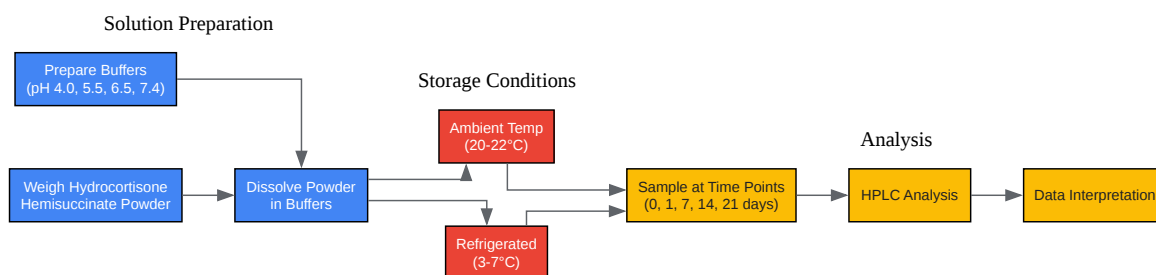 Solution Preparation
Prepare Buffers
(pH 4.0, 5.5, 6.5, 7.4)
Weigh Hydrocortisone
Hemisuccinate Powder
Dissolve Powder
in Buffers
Storage Conditions
Ambient Temp
(20-22°C)
Refrigerated
(3-7°C)
Analysis
Sample at Time Points
(0, 1, 7, 14, 21 days)
HPLC Analysis
Data Interpretation